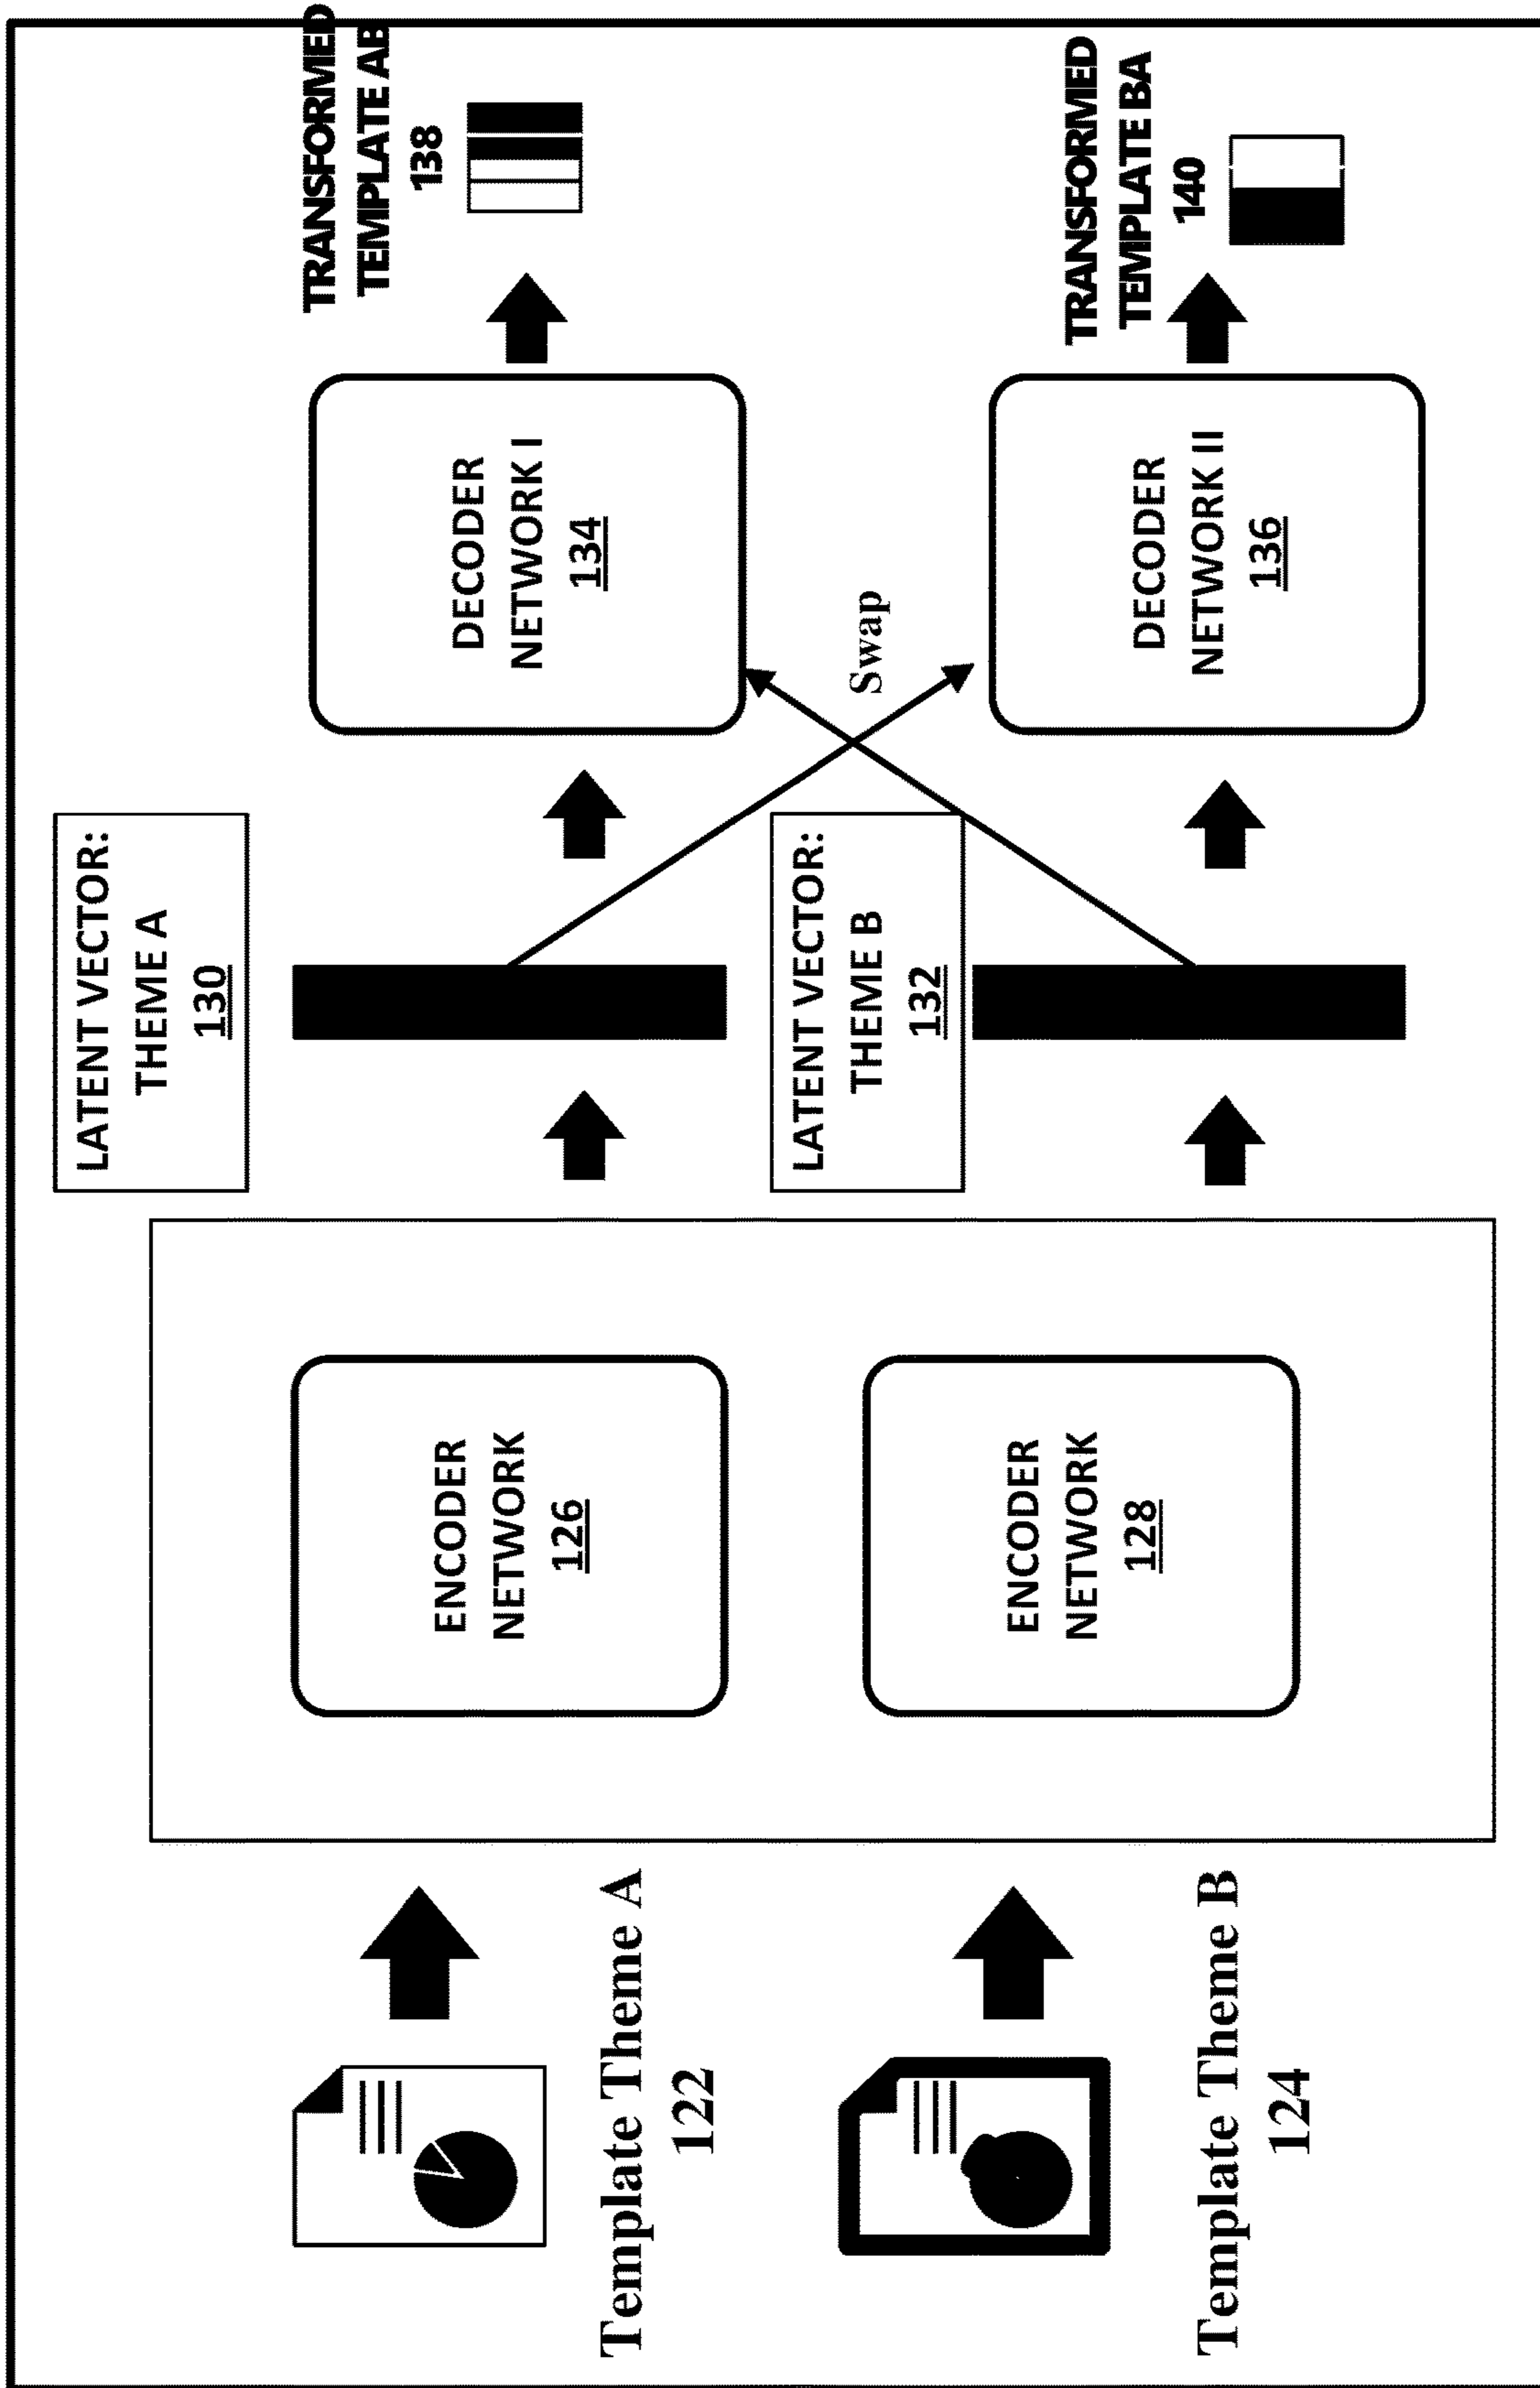 Template Theme A
122
Template Theme B
124
ENCODER
NETWORK
126
ENCODER
NETWORK
128
LATENT VECTOR:
THEME A
130
LATENT VECTOR:
THEME B
132
Swap
DECODER
NETWORK I
134
DECODER
NETWORK II
136
TRANSFORMED
TEMPLATE AB
138
TRANSFORMED
TEMPLATE BA
140